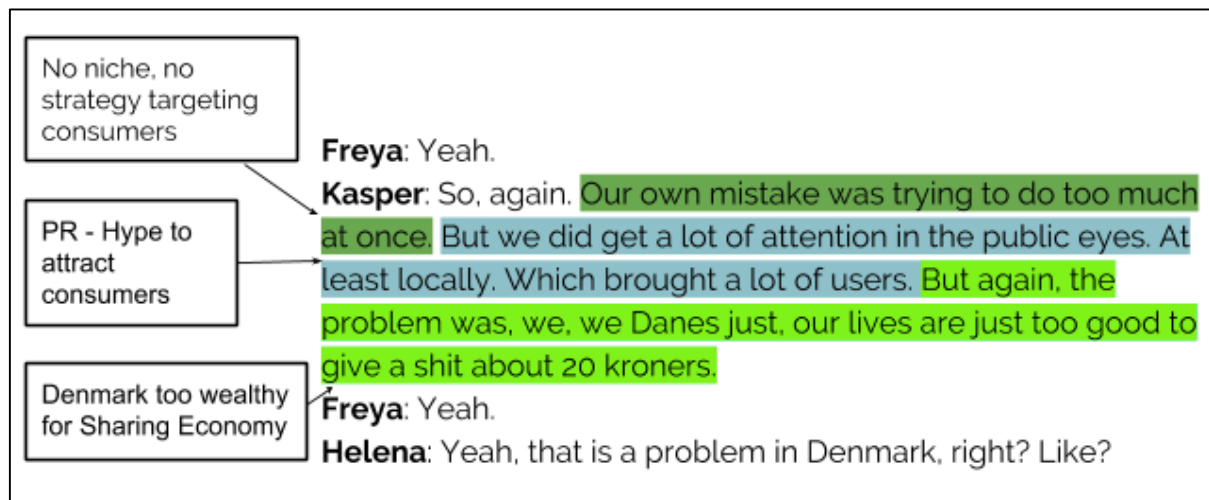 No niche, no
strategy targeting
consumers
PR - Hype to
attract
consumers
Denmark too wealthy
for Sharing Economy
Freya: Yeah.
Kasper: So, again. Our own mistake was trying to do too much
at once. But we did get a lot of attention in the public eyes. At
least locally. Which brought a lot of users. But again, the
problem was, we, we Danes just, our lives are just too good to
give a shit about 20 kroners.
Freya: Yeah.
Helena: Yeah, that is a problem in Denmark, right? Like?